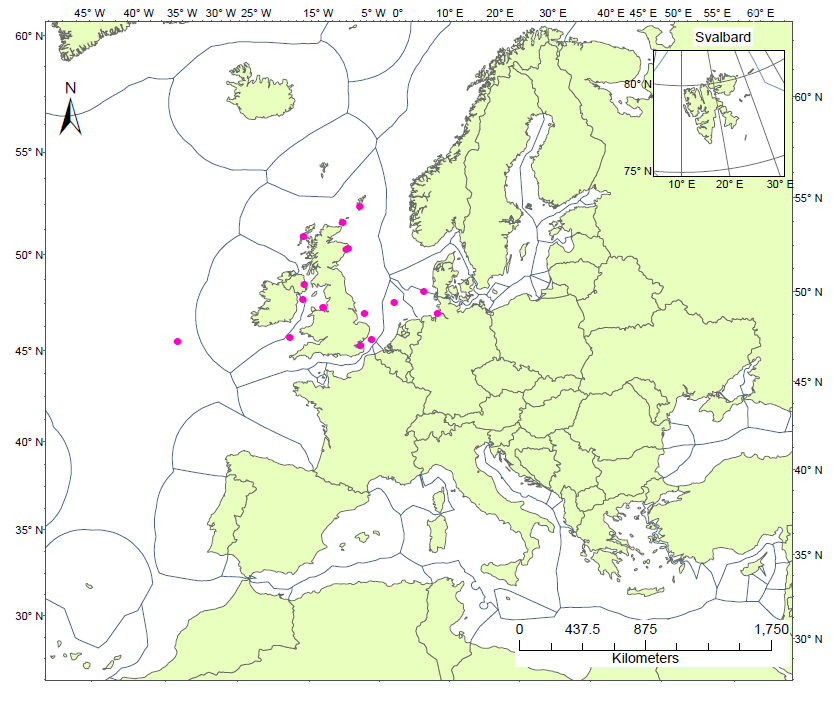 45° W 40° W 35° W 30° W 25° W 15° W 5° W 0° 10° E 20° E 30° E 40° E 45° E 50° E 55° E 60° E
60° N
Svalbard
80° N
N
60° N
55° N
75° N
10° E 20° E 30° E
55° N
50° N
50° N
45° N
45° N
40° N
40° N
35° N
35° N
30° N
0 437.5 875 1,750
30° N
Kilometers